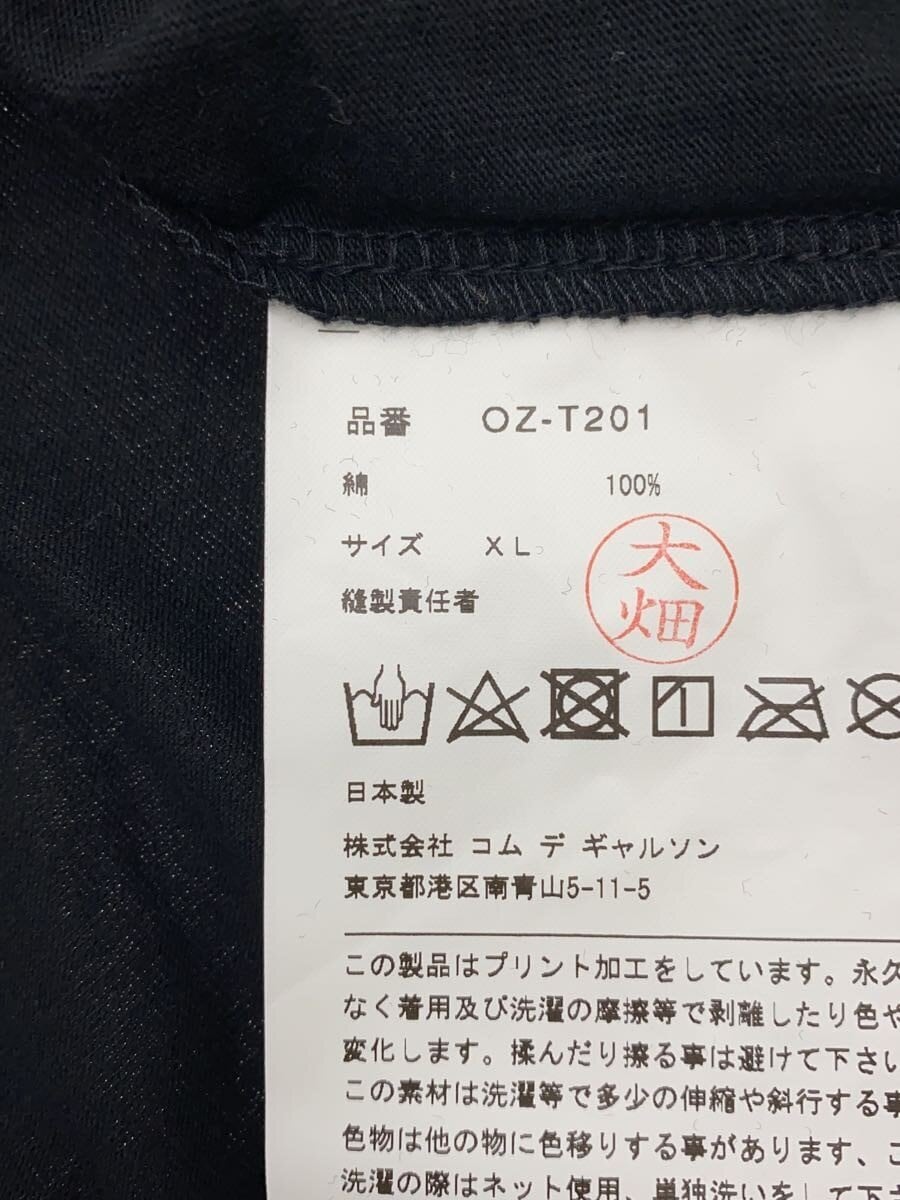 品番 OZ-T201
綿 100%
サイズ XL
縫製責任者
大畑
日本製
株式会社 コム デ ギャルソン
東京都港区南青山5-11-5
この製品はプリント加工をしています。永久
なく着用及び洗濯の摩擦等で剥離したり色や
変化します。揉んだり擦る事は避けて下さい
この素材は洗濯等で多少の伸縮や斜行する事
色物は他の物に色移りする事があります、こ
洗濯の際はネット使用、単独洗いをして下さ